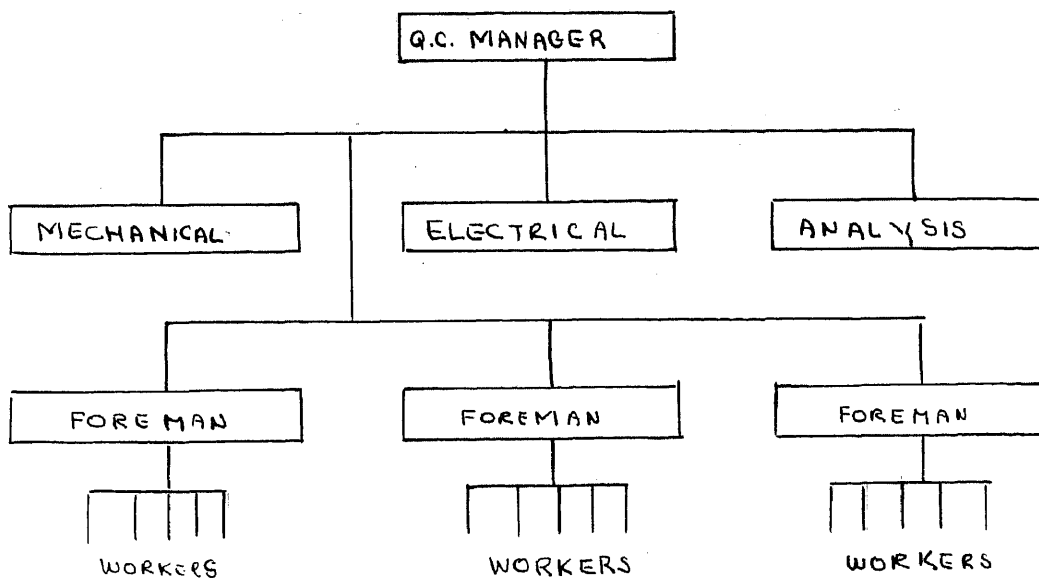 Q.C. MANAGER
MECHANICAL
ELECTRICAL
ANALYSIS
FOREMAN
FOREMAN
FOREMAN
WORKERS
WORKERS
WORKERS